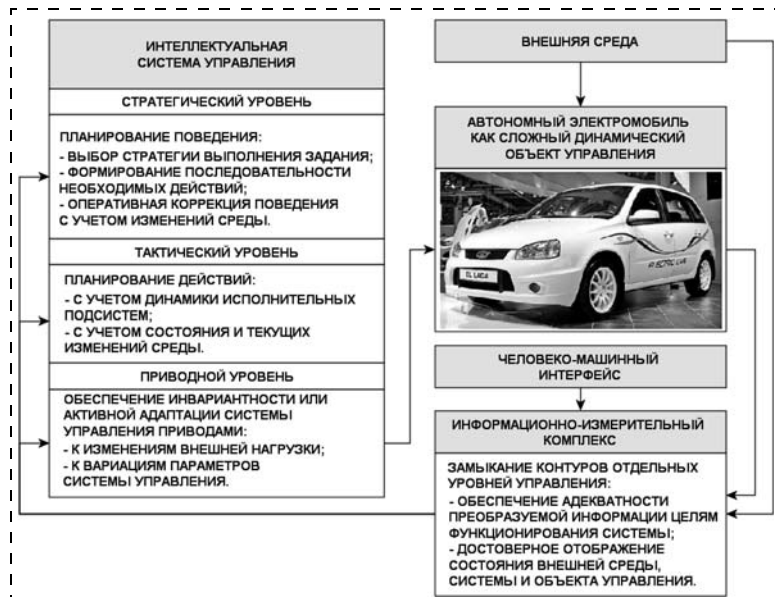 ИНТЕЛЛЕКТУАЛЬНАЯ
СИСТЕМА УПРАВЛЕНИЯ
СТРАТЕГИЧЕСКИЙ УРОВЕНЬ
ПЛАНИРОВАНИЕ ПОВЕДЕНИЯ:
- ВЫБОР СТРАТЕГИИ ВЫПОЛНЕНИЯ ЗАДАНИЯ;
- ФОРМИРОВАНИЕ ПОСЛЕДОВАТЕЛЬНОСТИ
НЕОБХОДИМЫХ ДЕЙСТВИЙ;
- ОПЕРАТИВНАЯ КОРРЕКЦИЯ ПОВЕДЕНИЯ
С УЧЕТОМ ИЗМЕНЕНИЙ СРЕДЫ.
ТАКТИЧЕСКИЙ УРОВЕНЬ
ПЛАНИРОВАНИЕ ДЕЙСТВИЙ:
- С УЧЕТОМ ДИНАМИКИ ИСПОЛНИТЕЛЬНЫХ
ПОДСИСТЕМ;
- С УЧЕТОМ СОСТОЯНИЯ И ТЕКУЩИХ
ИЗМЕНЕНИЙ СРЕДЫ.
ПРИВОДНОЙ УРОВЕНЬ
ОБЕСПЕЧЕНИЕ ИНВАРИАНТНОСТИ ИЛИ
АКТИВНОЙ АДАПТАЦИИ СИСТЕМЫ
УПРАВЛЕНИЯ ПРИВОДАМИ:
- К ИЗМЕНЕНИЯМ ВНЕШНЕЙ НАГРУЗКИ;
- К ВАРИАЦИЯМ ПАРАМЕТРОВ
СИСТЕМЫ УПРАВЛЕНИЯ.
ВНЕШНЯЯ СРЕДА
АВТОНОМНЫЙ ЭЛЕКТРОМОБИЛЬ
КАК СЛОЖНЫЙ ДИНАМИЧЕСКИЙ
ОБЪЕКТ УПРАВЛЕНИЯ
EL LADA
ЧЕЛОВЕКО-МАШИННЫЙ
ИНТЕРФЕЙС
ИНФОРМАЦИОННО-ИЗМЕРИТЕЛЬНЫЙ
КОМПЛЕКС
ЗАМЫКАНИЕ КОНТУРОВ ОТДЕЛЬНЫХ
УРОВНЕЙ УПРАВЛЕНИЯ:
- ОБЕСПЕЧЕНИЕ АДЕКВАТНОСТИ
ПРЕОБРАЗУЕМОЙ ИНФОРМАЦИИ ЦЕЛЯМ
ФУНКЦИОНИРОВАНИЯ СИСТЕМЫ;
- ДОСТОВЕРНОЕ ОТОБРАЖЕНИЕ
СОСТОЯНИЯ ВНЕШНЕЙ СРЕДЫ,
СИСТЕМЫ И ОБЪЕКТА УПРАВЛЕНИЯ.